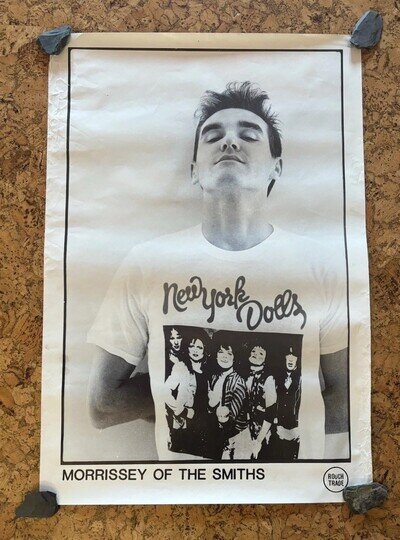 New York
Dolls
MORRISSEY OF THE SMITHS
ROUGH
TRADE